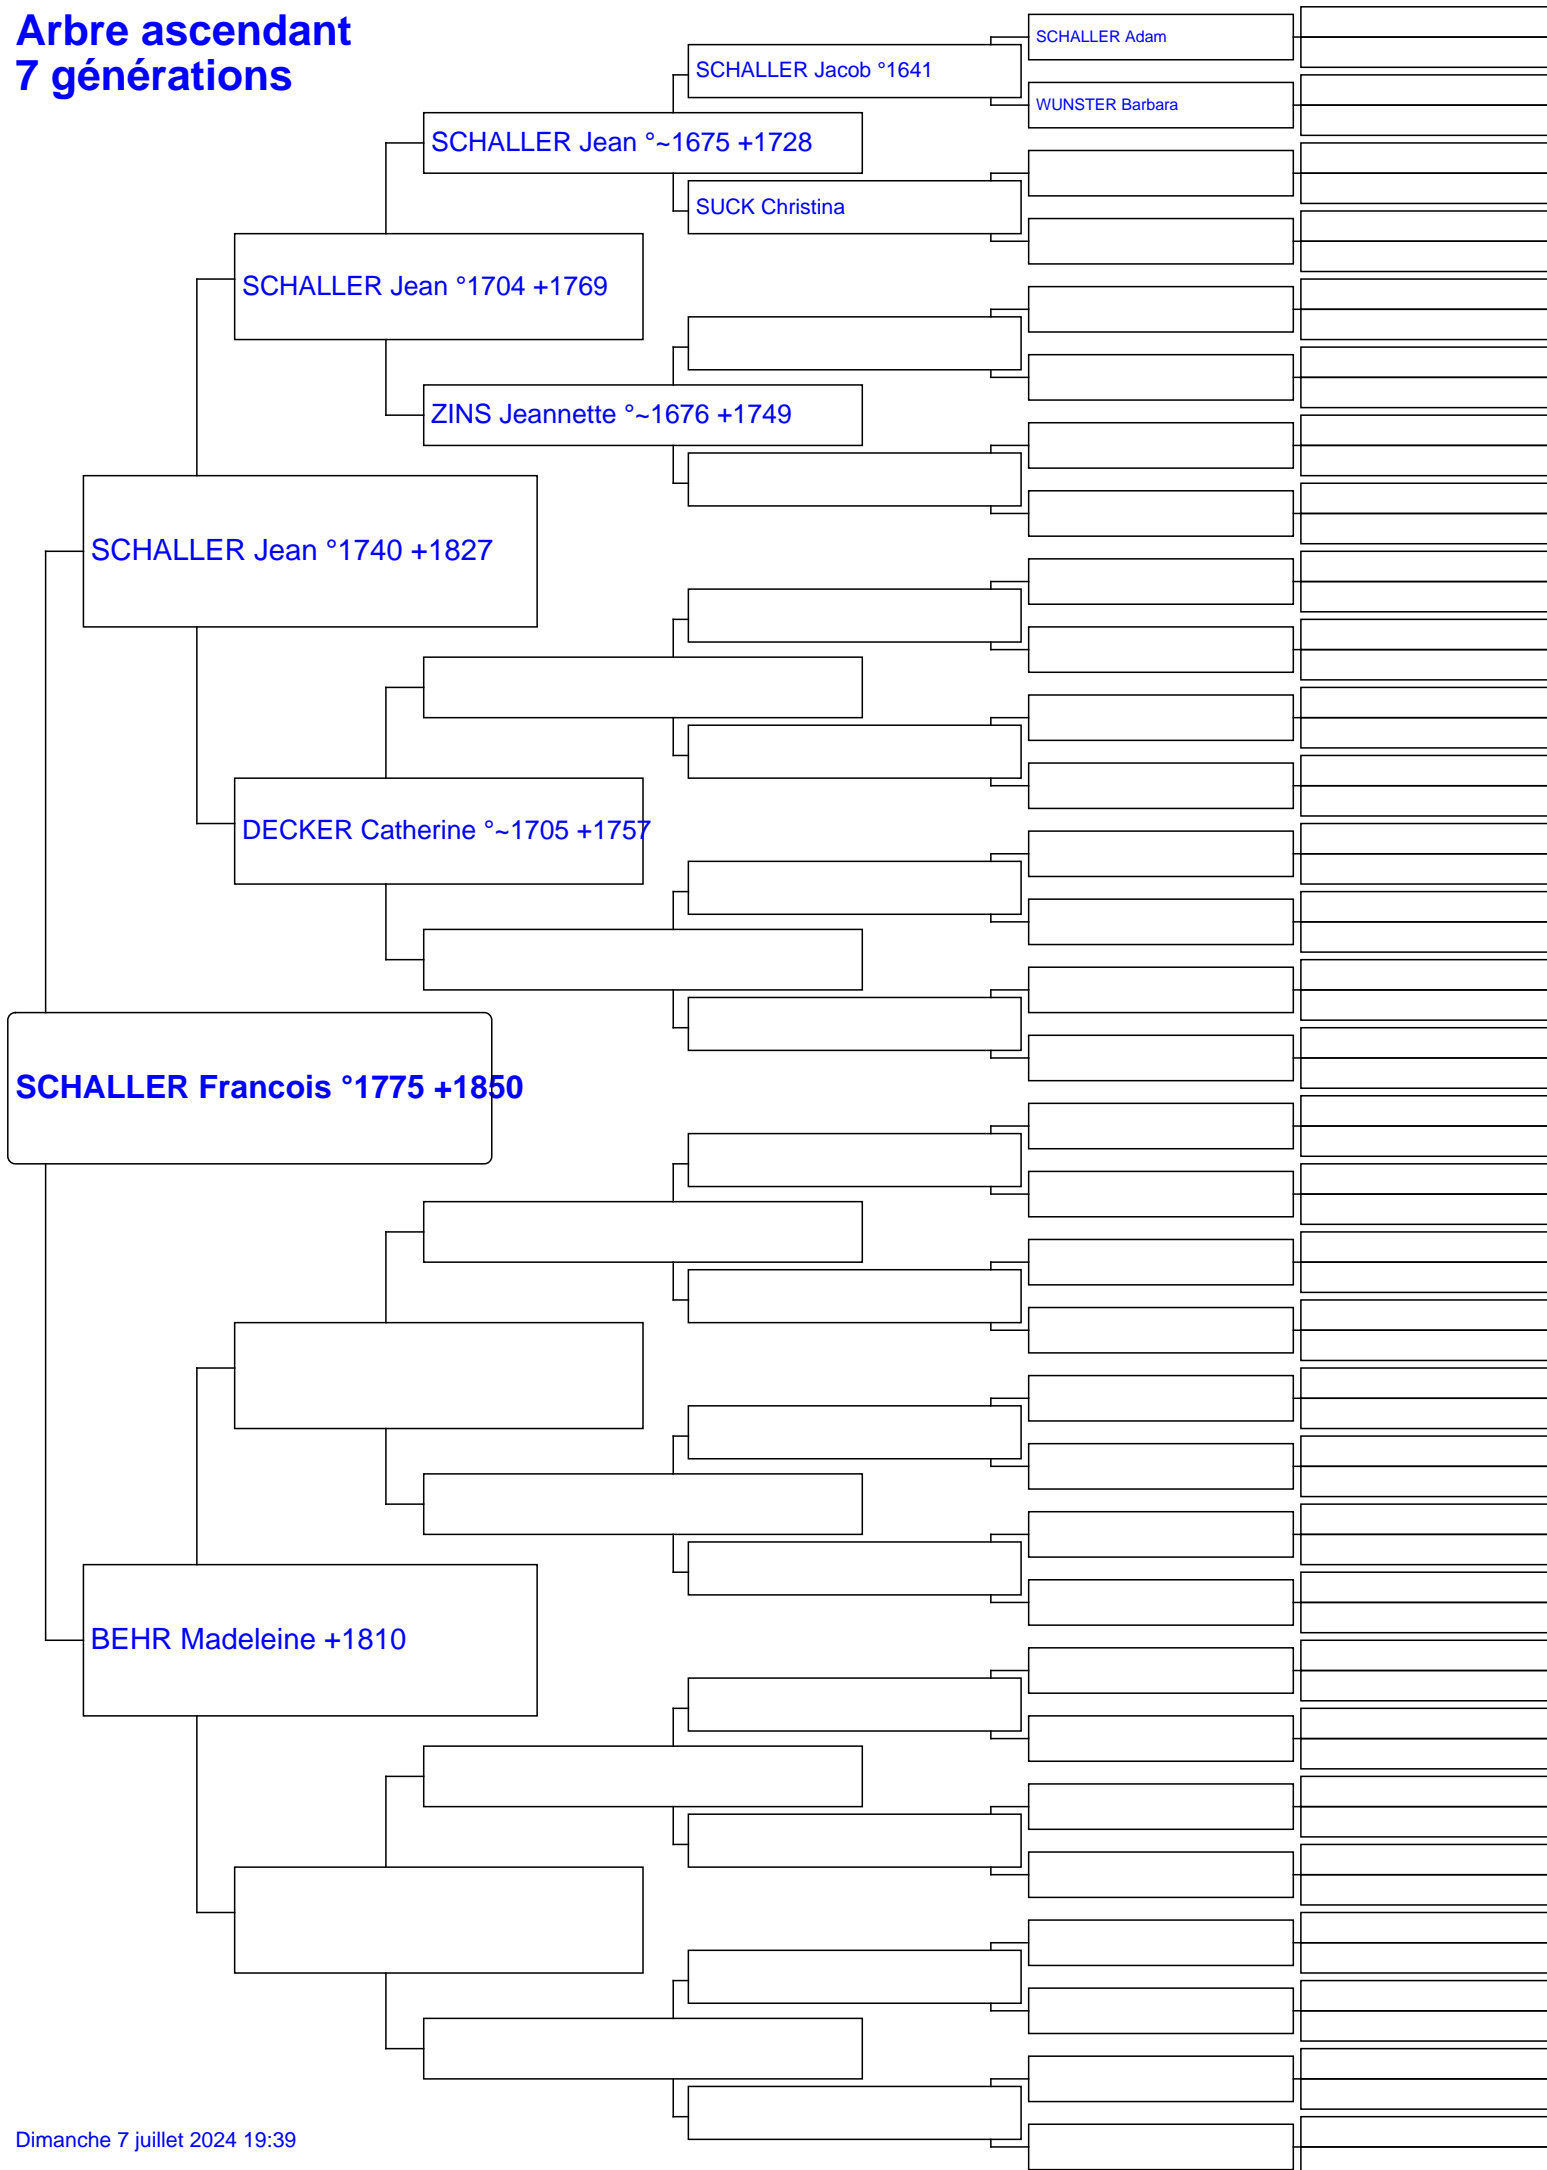 Arbre ascendant
7 générations
SCHALLER Adam
SCHALLER Jacob °1641
WUNSTER Barbara
SCHALLER Jean °~1675 +1728
SUCK Christina
SCHALLER Jean °1704 +1769
ZINS Jeannette °~1676 +1749
SCHALLER Jean °1740 +1827
DECKER Catherine °~1705 +1757
SCHALLER Francois °1775 +1850
BEHR Madeleine +1810
Dimanche 7 juillet 2024 19:39